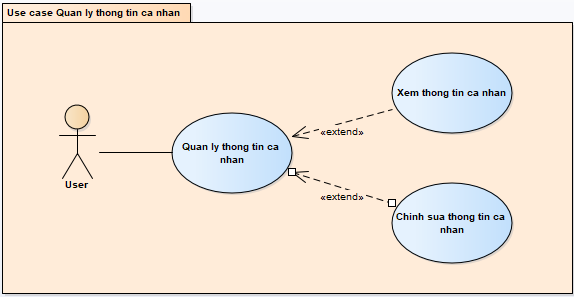 Use case Quan ly thong tin ca nhan
Xem thong tin ca nhan
«extend»
Quan ly thong tin ca
nhan
User
«extend»
Chinh sua thong tin ca
nhan